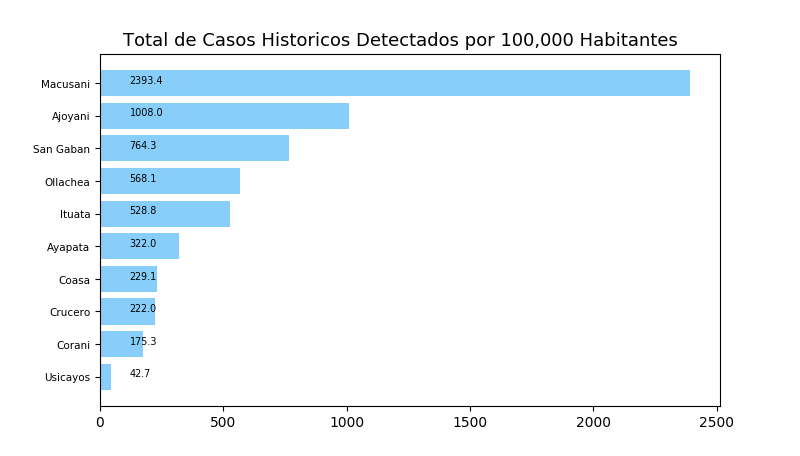 Total de Casos Historicos Detectados por 100,000 Habitantes
Macusani 2393.4
Ajoyani 1008.0
San Gaban 764.3
Ollachea 568.1
Ituata 528.8
Ayapata 322.0
Coasa 229.1
Crucero 222.0
Corani 175.3
Usicayos 42.7
0 500 1000 1500 2000 2500